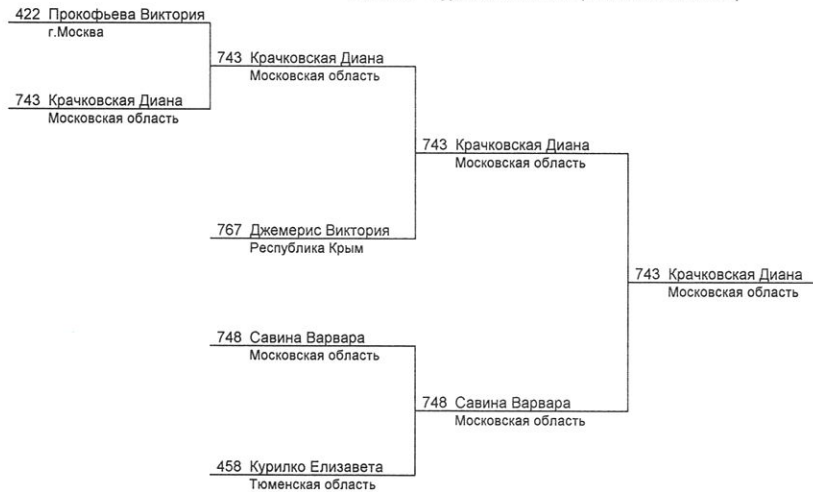 422 Прокофьева Виктория
г.Москва
743 Крачковская Диана
Московская область
743 Крачковская Диана
Московская область
743 Крачковская Диана
Московская область
767 Джемерис Виктория
Республика Крым
743 Крачковская Диана
Московская область
748 Савина Варвара
Московская область
748 Савина Варвара
Московская область
458 Курилко Елизавета
Тюменская область